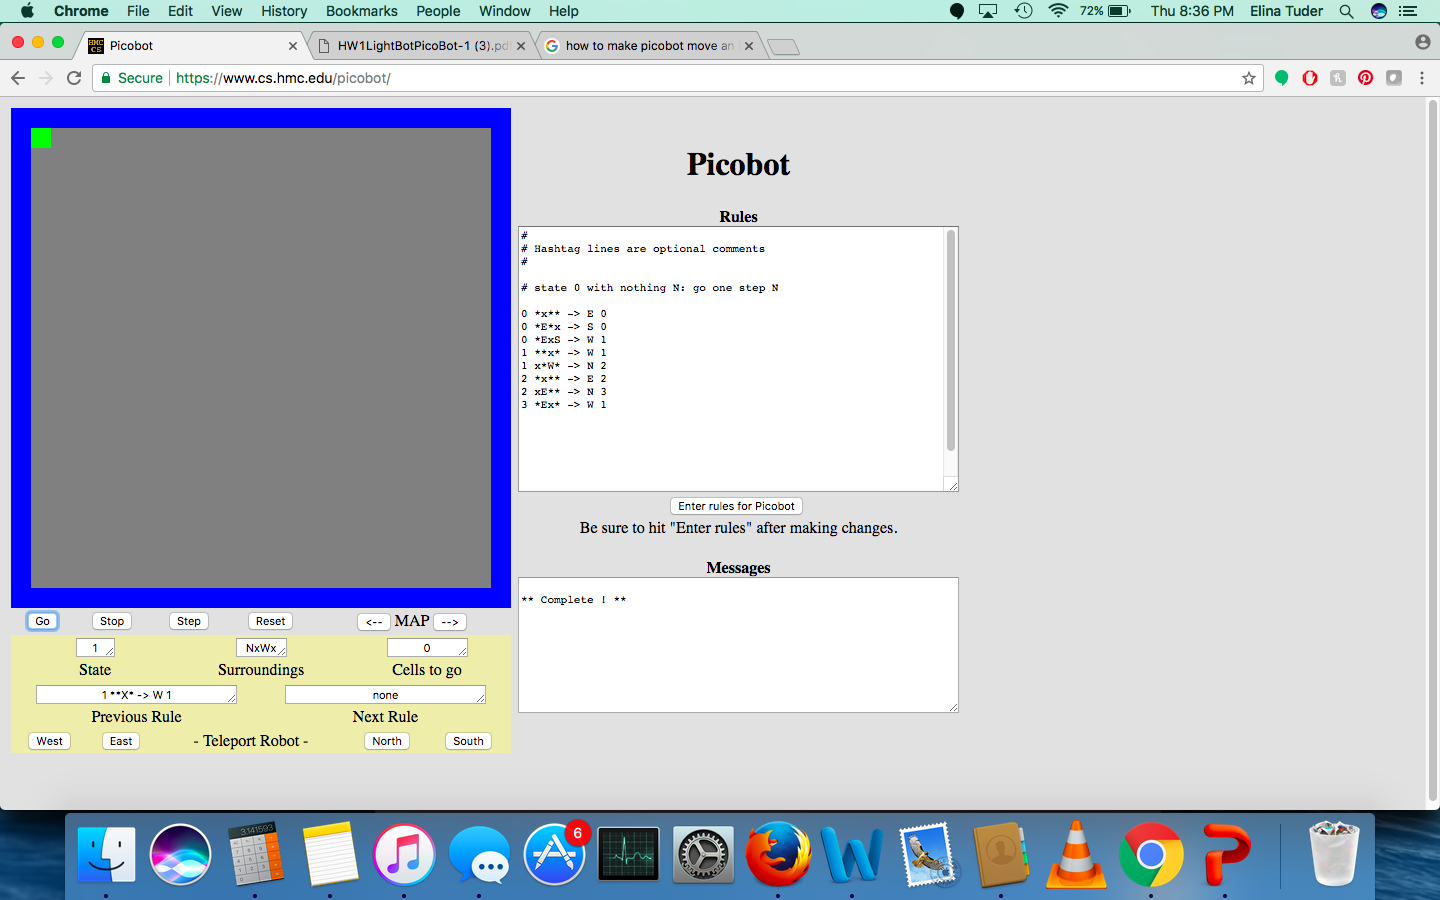 Chrome File Edit View History Bookmarks People Window Help 72% Thu 8:36 PM Elina Tuder
HMC CS Picobot HW1LightBotPicoBot-1 (3).pd how to make picobot move an
Secure https://www.cs.hmc.edu/picobot/
Picobot
Rules
#
# Hashtag lines are optional comments
#
# state 0 with nothing N: go one step N
0 *x** -> E 0
0 *E*x -> S 0
0 *ExS -> W 1
1 **x* -> W 1
1 x*W* -> N 2
2 *x** -> E 2
2 xE** -> N 3
3 *Ex* -> W 1
Enter rules for Picobot
Be sure to hit "Enter rules" after making changes.
Messages
** Complete ! **
Go Stop Step Reset <-- MAP -->
1 NxWx 0
State Surroundings Cells to go
1 **X* -> W 1 none
Previous Rule Next Rule
West East - Teleport Robot - North South
3.141593
6